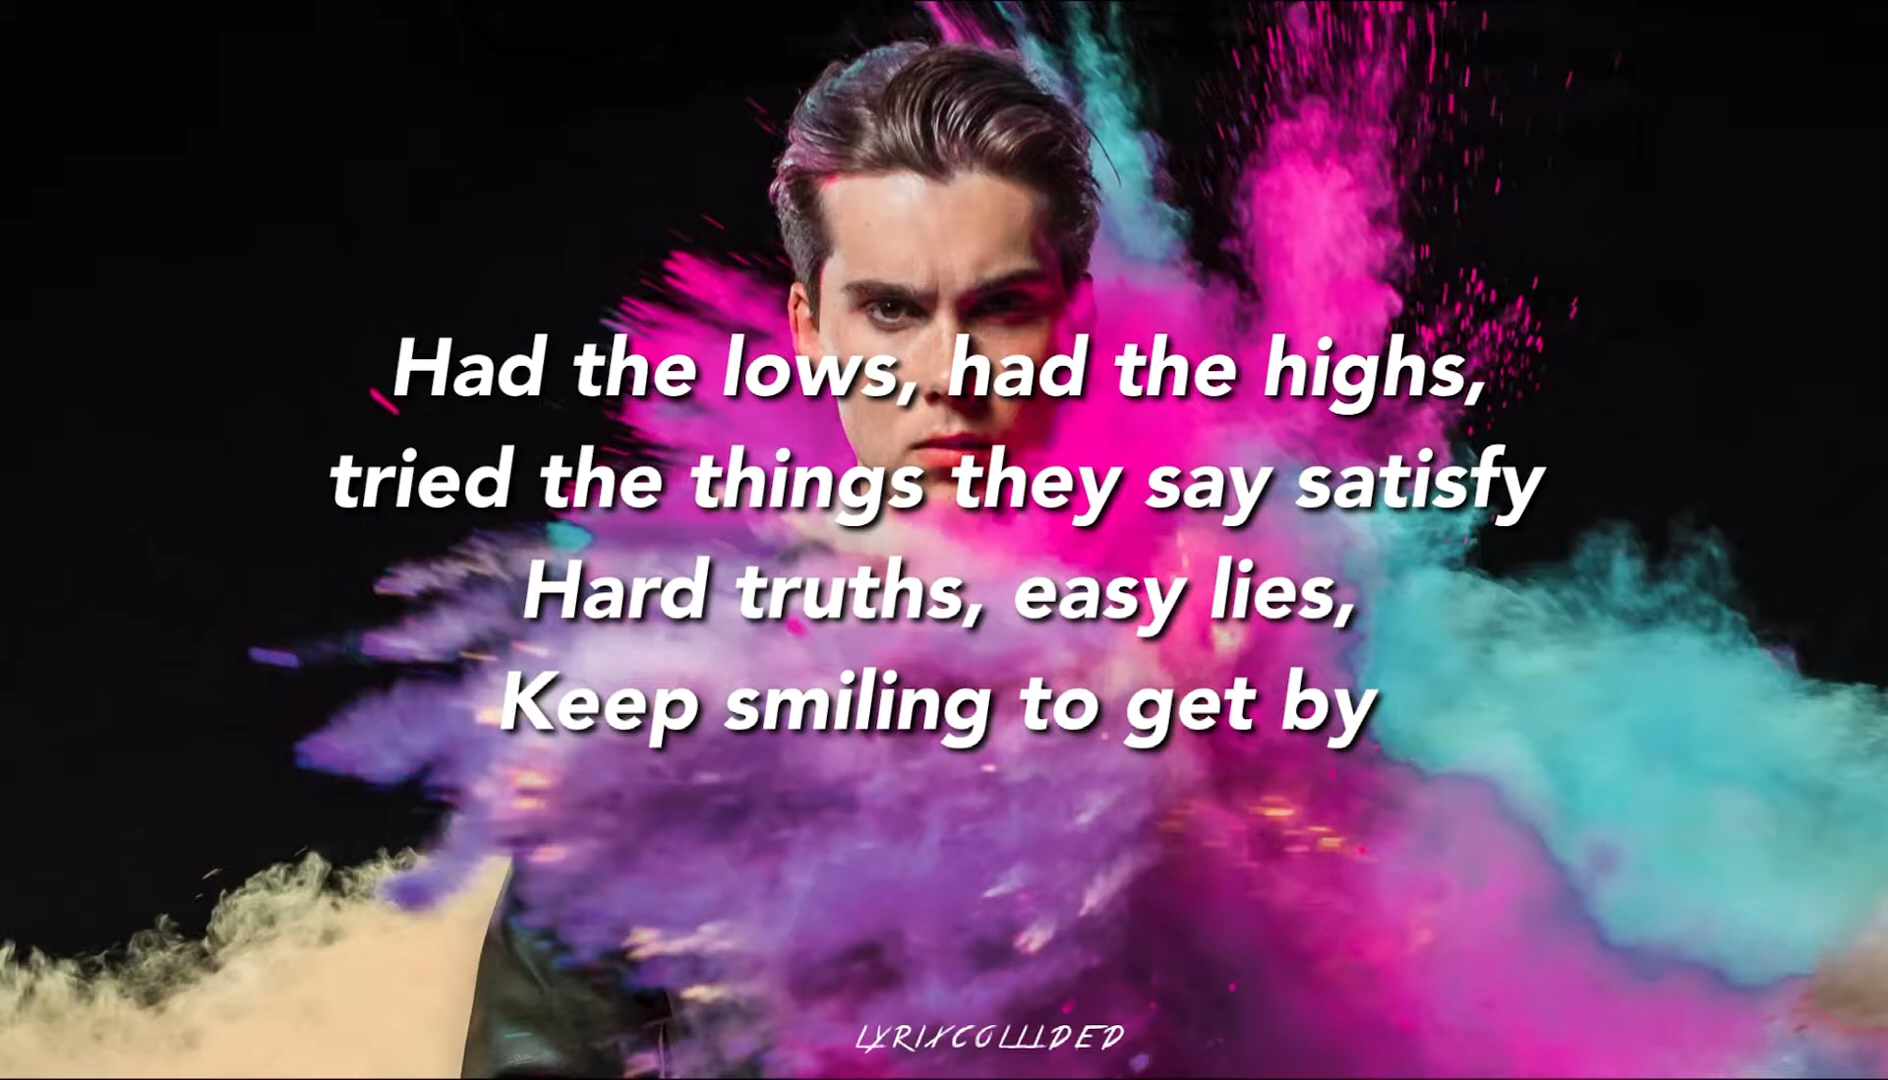 Had the lows, had the highs,
tried the things they say satisfy
Hard truths, easy lies,
Keep smiling to get by
LYRIXCOLLIDED